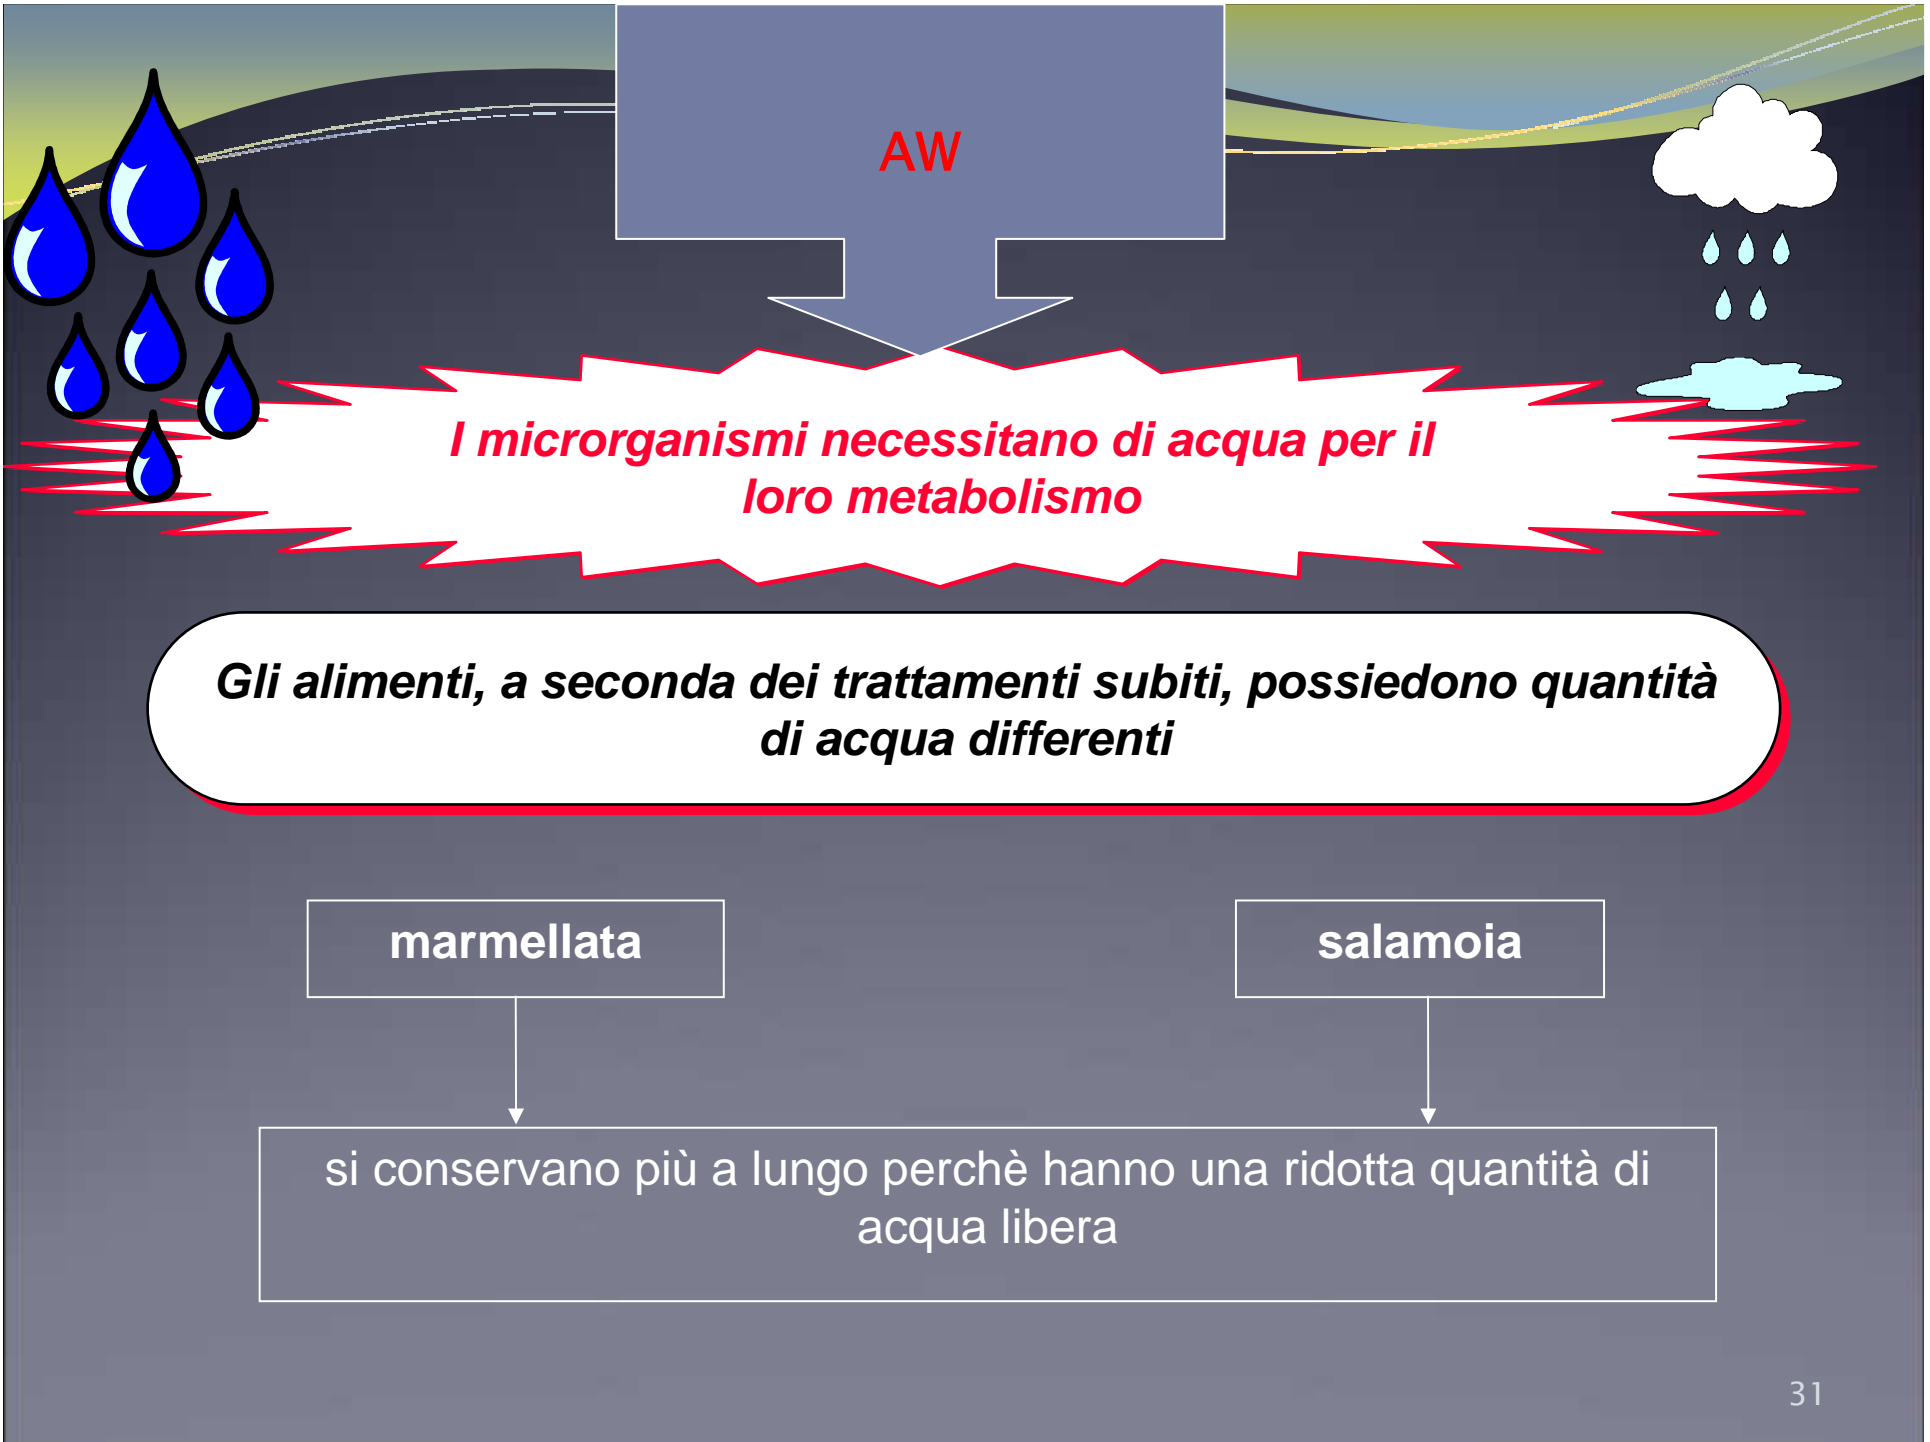 AW
I microrganismi necessitano di acqua per il
loro metabolismo
Gli alimenti, a seconda dei trattamenti subiti, possiedono quantità
di acqua differenti
marmellata
salamoia
si conservano più a lungo perchè hanno una ridotta quantità di
acqua libera
31